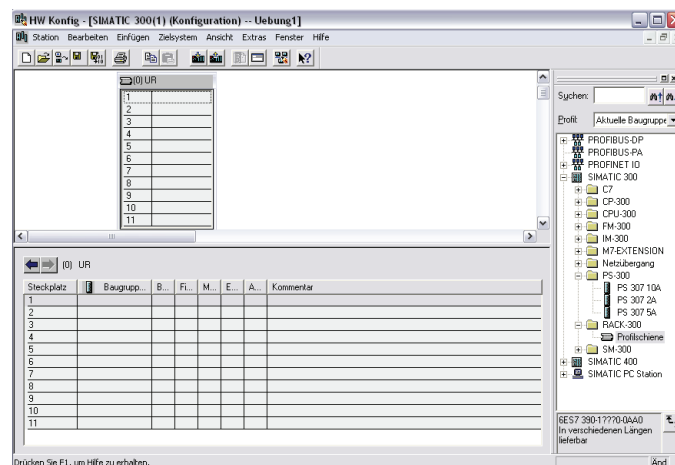 HW Konfig - [SIMATIC 300(1) (Konfiguration) -- Uebung1]
Station Bearbeiten Einfügen Zielsystem Ansicht Extras Fenster Hilfe
(0) UR
1
2
3
4
5
6
7
8
9
10
11
(0) UR
Steckplatz Baugrupp... B... Fi... M... E... A... Kommentar
1
2
3
4
5
6
7
8
9
10
11
Suchen:
Profil: Aktuelle Baugruppe
PROFIBUS-DP
PROFIBUS-PA
PROFINET IO
SIMATIC 300
C7
CP-300
CPU-300
FM-300
IM-300
M7-EXTENSION
Netzübergang
PS-300
PS 307 10A
PS 307 2A
PS 307 5A
RACK-300
Profilschiene
SM-300
SIMATIC 400
SIMATIC PC Station
6ES7 390-1???0-0AA0
In verschiedenen Längen
lieferbar
Drücken Sie F1, um Hilfe zu erhalten.
Änd